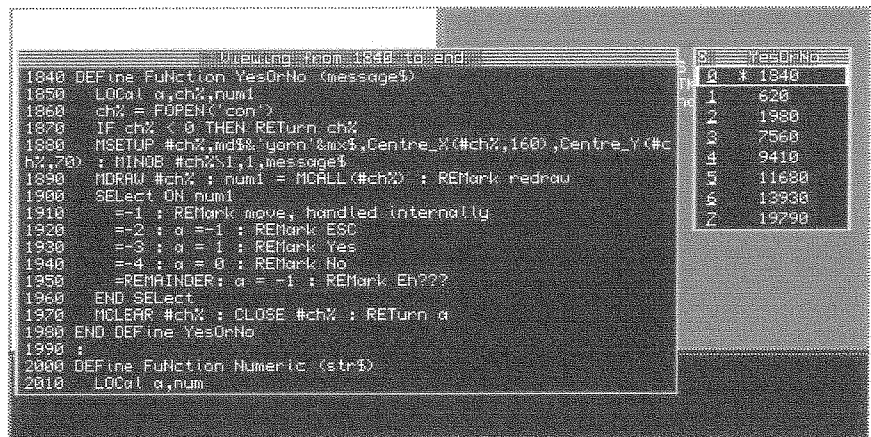 Viewing from 1840 to end
1840 DEFine FuNction YesOrNo (message$)
1850   LOCal a,ch%,num1
1860   ch% = FOPEN('con')
1870   IF ch% < 0 THEN RETurn ch%
1880   MSETUP #ch%,md$&'yorn'&mx$,Centre_X(#ch%,160),Centre_Y(#c
h%,70) : MINOB #ch%\1,1,message$
1890   MDRAW #ch% : num1 = MCALL(#ch%) : REMark redraw
1900   SELect ON num1
1910     =-1 : REMark move, handled internally
1920     =-2 : a =-1 : REMark ESC
1930     =-3 : a = 1 : REMark Yes
1940     =-4 : a = 0 : REMark No
1950     =REMAINDER: a = -1 : REMark Eh???
1960   END SELect
1970   MCLEAR #ch% : CLOSE #ch% : RETurn a
1980 END DEFine YesOrNo
1990 :
2000 DEFine FuNction Numeric (str$)
2010   LOCal a,num
YesOrNo
0 * 1840
1 620
2 1980
3 7560
4 9410
5 11680
6 13930
7 19790